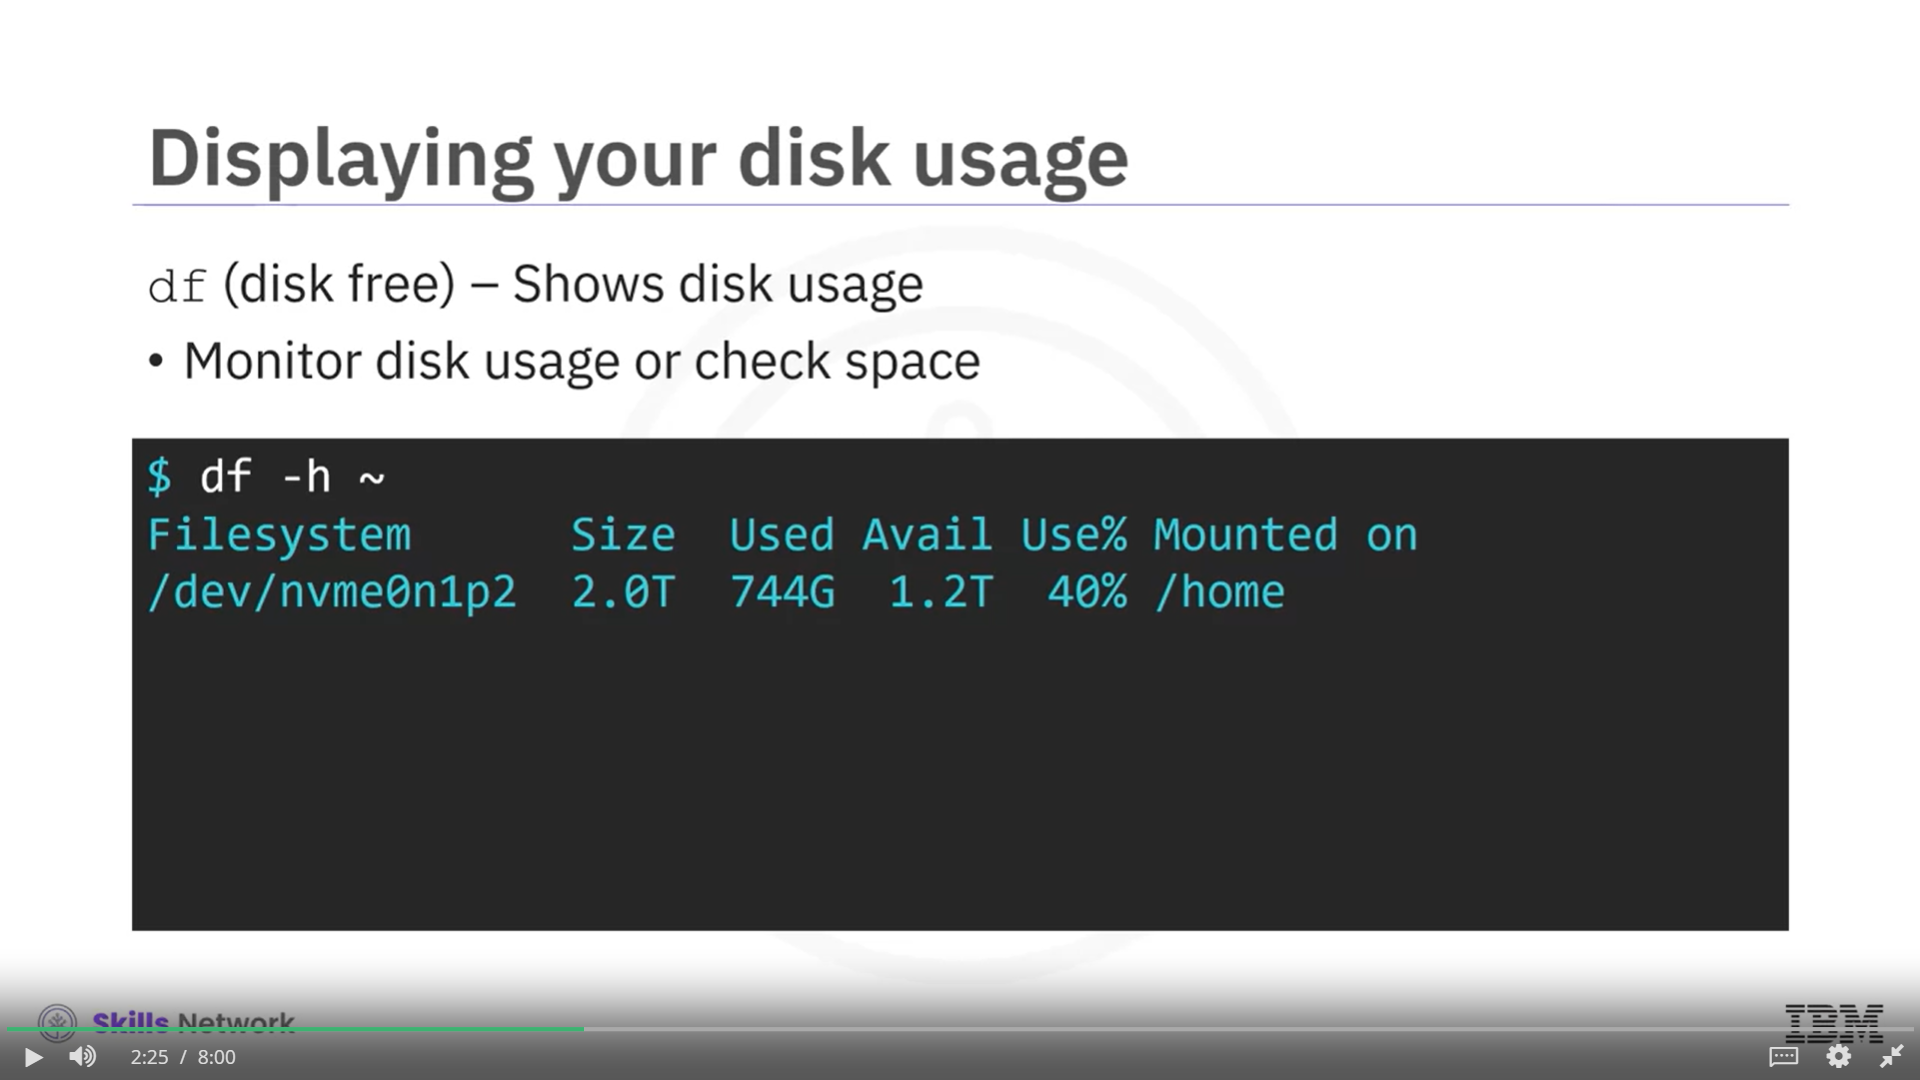 Displaying your disk usage
df (disk free) – Shows disk usage
• Monitor disk usage or check space
$ df -h ~
Filesystem      Size  Used Avail Use% Mounted on
/dev/nvme0n1p2  2.0T  744G  1.2T  40% /home
Skills Network
IBM
2:25 / 8:00